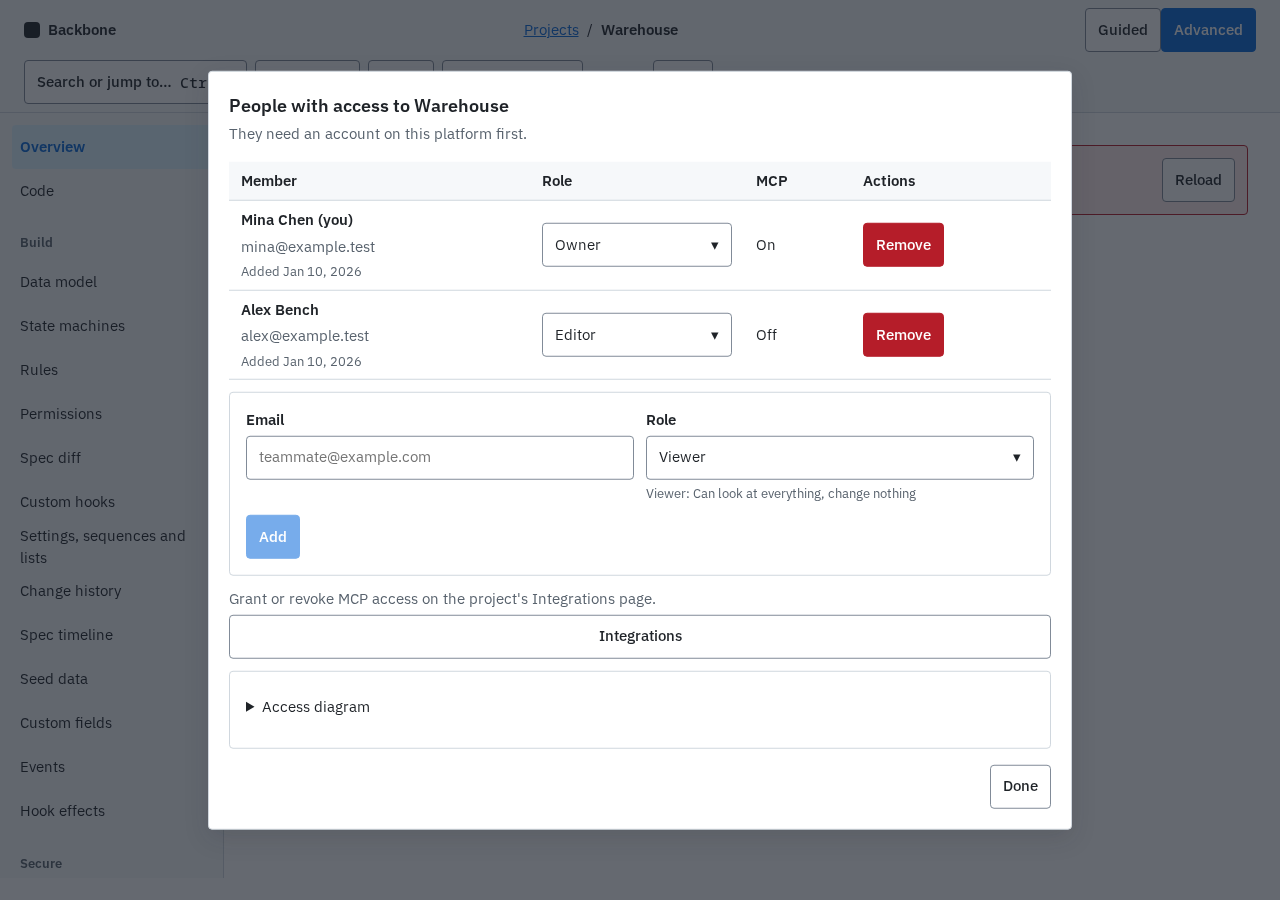 Backbone
Projects / Warehouse
Guided
Advanced
Search or jump to... Ctr
People with access to Warehouse
They need an account on this platform first.
Member Role MCP Actions
Mina Chen (you)
mina@example.test
Added Jan 10, 2026
Owner
On
Remove
Alex Bench
alex@example.test
Added Jan 10, 2026
Editor
Off
Remove
Email
teammate@example.com
Role
Viewer
Viewer: Can look at everything, change nothing
Add
Grant or revoke MCP access on the project's Integrations page.
Integrations
Access diagram
Done
Reload
Overview
Code
Build
Data model
State machines
Rules
Permissions
Spec diff
Custom hooks
Settings, sequences and
lists
Change history
Spec timeline
Seed data
Custom fields
Events
Hook effects
Secure